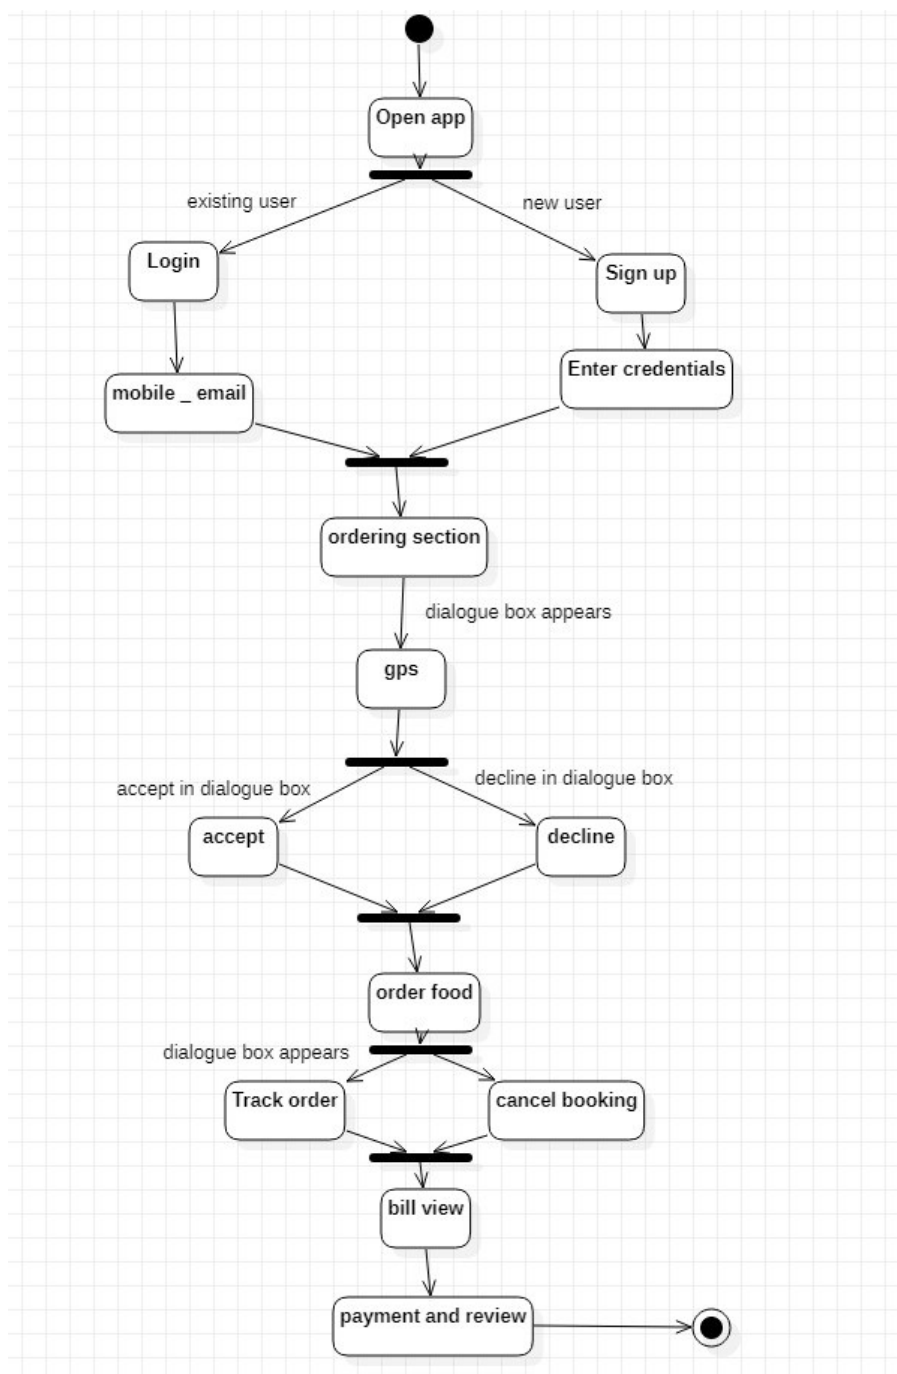 Open app
existing user
new user
Login
Sign up
Enter credentials
mobile _ email
ordering section
dialogue box appears
gps
accept in dialogue box
decline in dialogue box
accept
decline
order food
dialogue box appears
Track order
cancel booking
bill view
payment and review